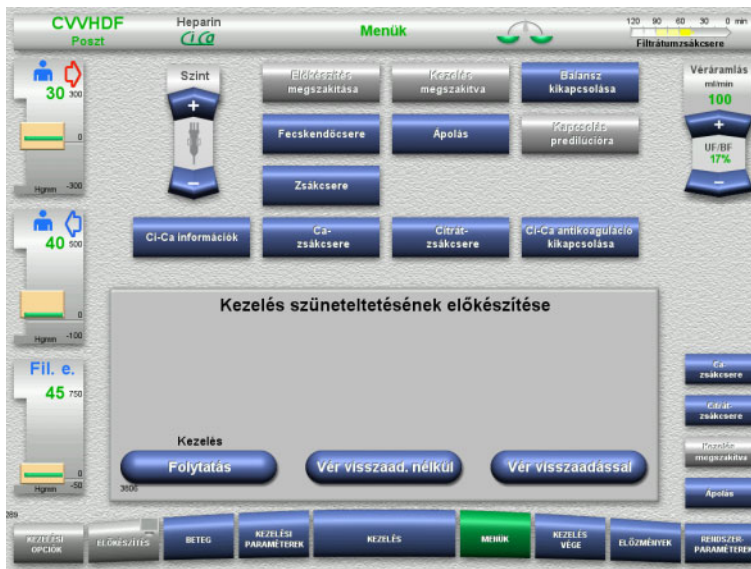 CVVHDF
Poszt
Heparin
CiCa
Menük
120 90 60 30 0 min
Filtrátumzsákcsere
30 300
0
Hgmm -300
40 500
0
Hgmm -100
Fil. e.
45 750
0
Hgmm -50
Szint
+
−
Előkészítés megszakítása
Kezelés megszakítva
Balansz kikapcsolása
Fecskendőcsere
Ápolás
Kapcsolás predilúcióra
Zsákcsere
Ci-Ca információk
Ca-zsákcsere
Citrát-zsákcsere
Ci-Ca antikoaguláció kikapcsolása
Véráramlás
ml/min
100
+
UF/BF
17%
−
Kezelés szüneteltetésének előkészítése
Kezelés
Folytatás
Vér visszaad. nélkül
Vér visszaadással
3606
Ca-zsákcsere
Citrát-zsákcsere
Kezelés megszakítva
Ápolás
289
KEZELÉSI OPCIÓK
ELŐKÉSZÍTÉS
BETEG
KEZELÉSI PARAMÉTEREK
KEZELÉS
MENÜK
KEZELÉS VÉGE
ELŐZMÉNYEK
RENDSZER-PARAMÉTEREK